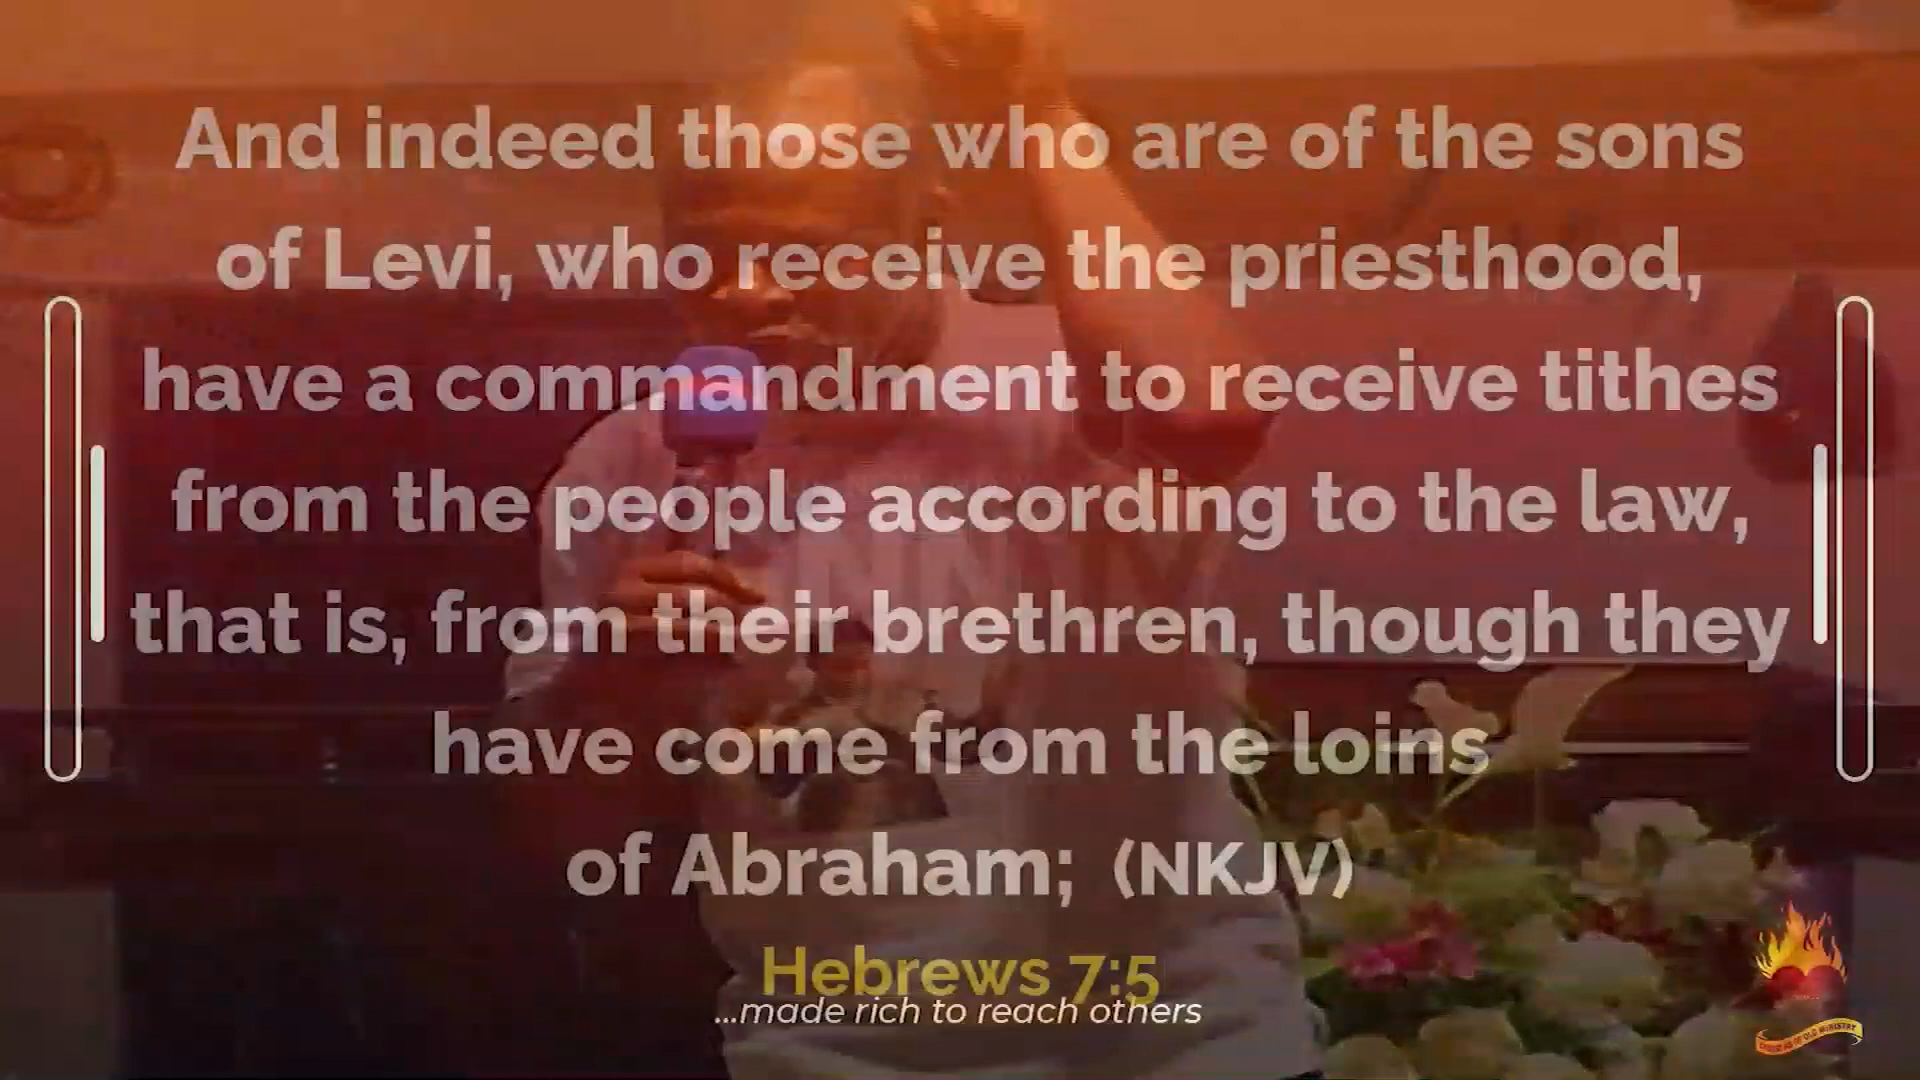 And indeed those who are of the sons
of Levi, who receive the priesthood,
have a commandment to receive tithes
from the people according to the law,
that is, from their brethren, though they
have come from the loins
of Abraham; (NKJV)
Hebrews 7:5
...made rich to reach others